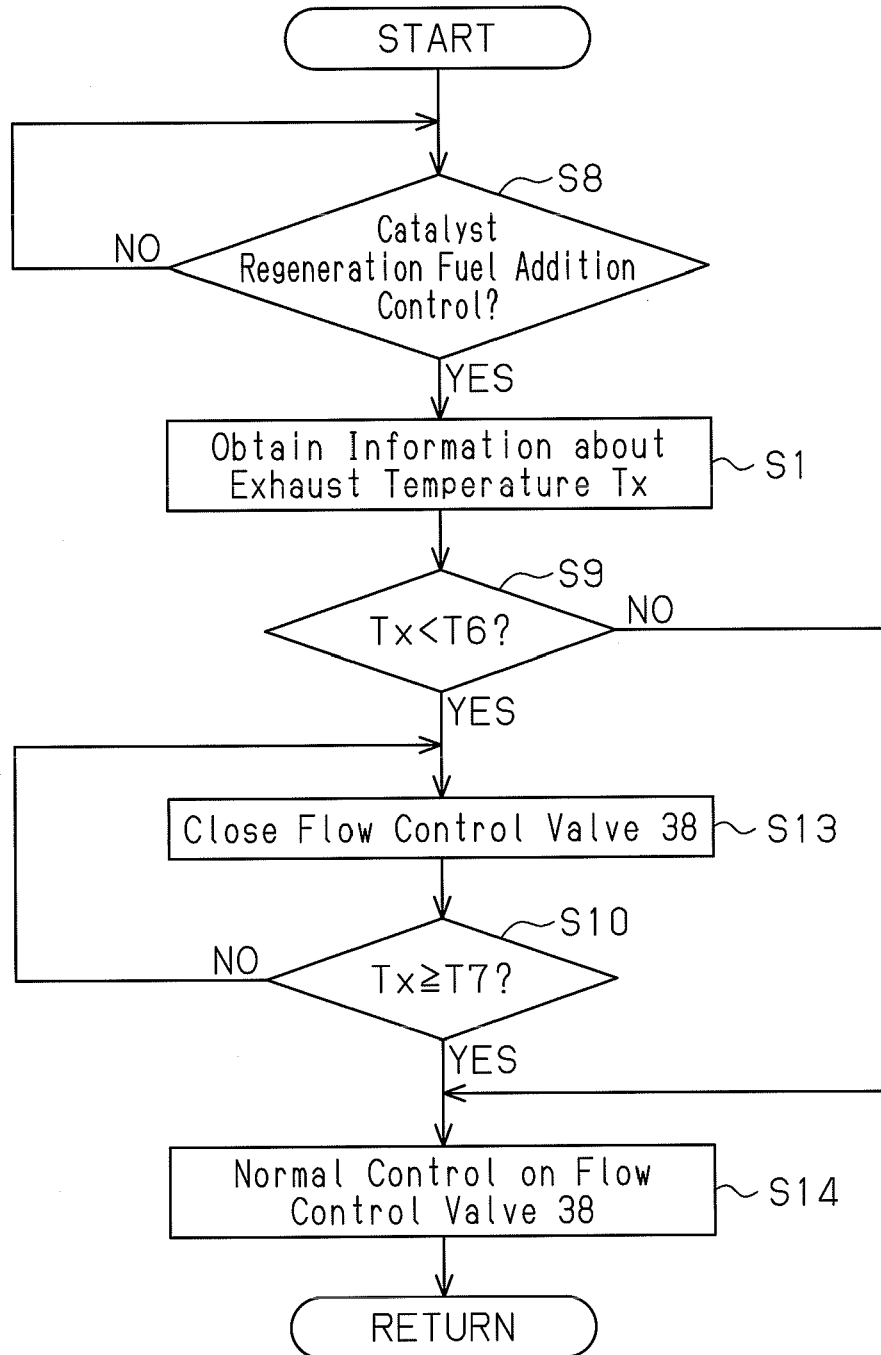 START
S8
Catalyst
Regeneration Fuel Addition
Control?
NO
YES
Obtain Information about
Exhaust Temperature Tx
S1
S9
Tx<T6?
NO
YES
Close Flow Control Valve 38
S13
S10
Tx≧T7?
NO
YES
Normal Control on Flow
Control Valve 38
S14
RETURN